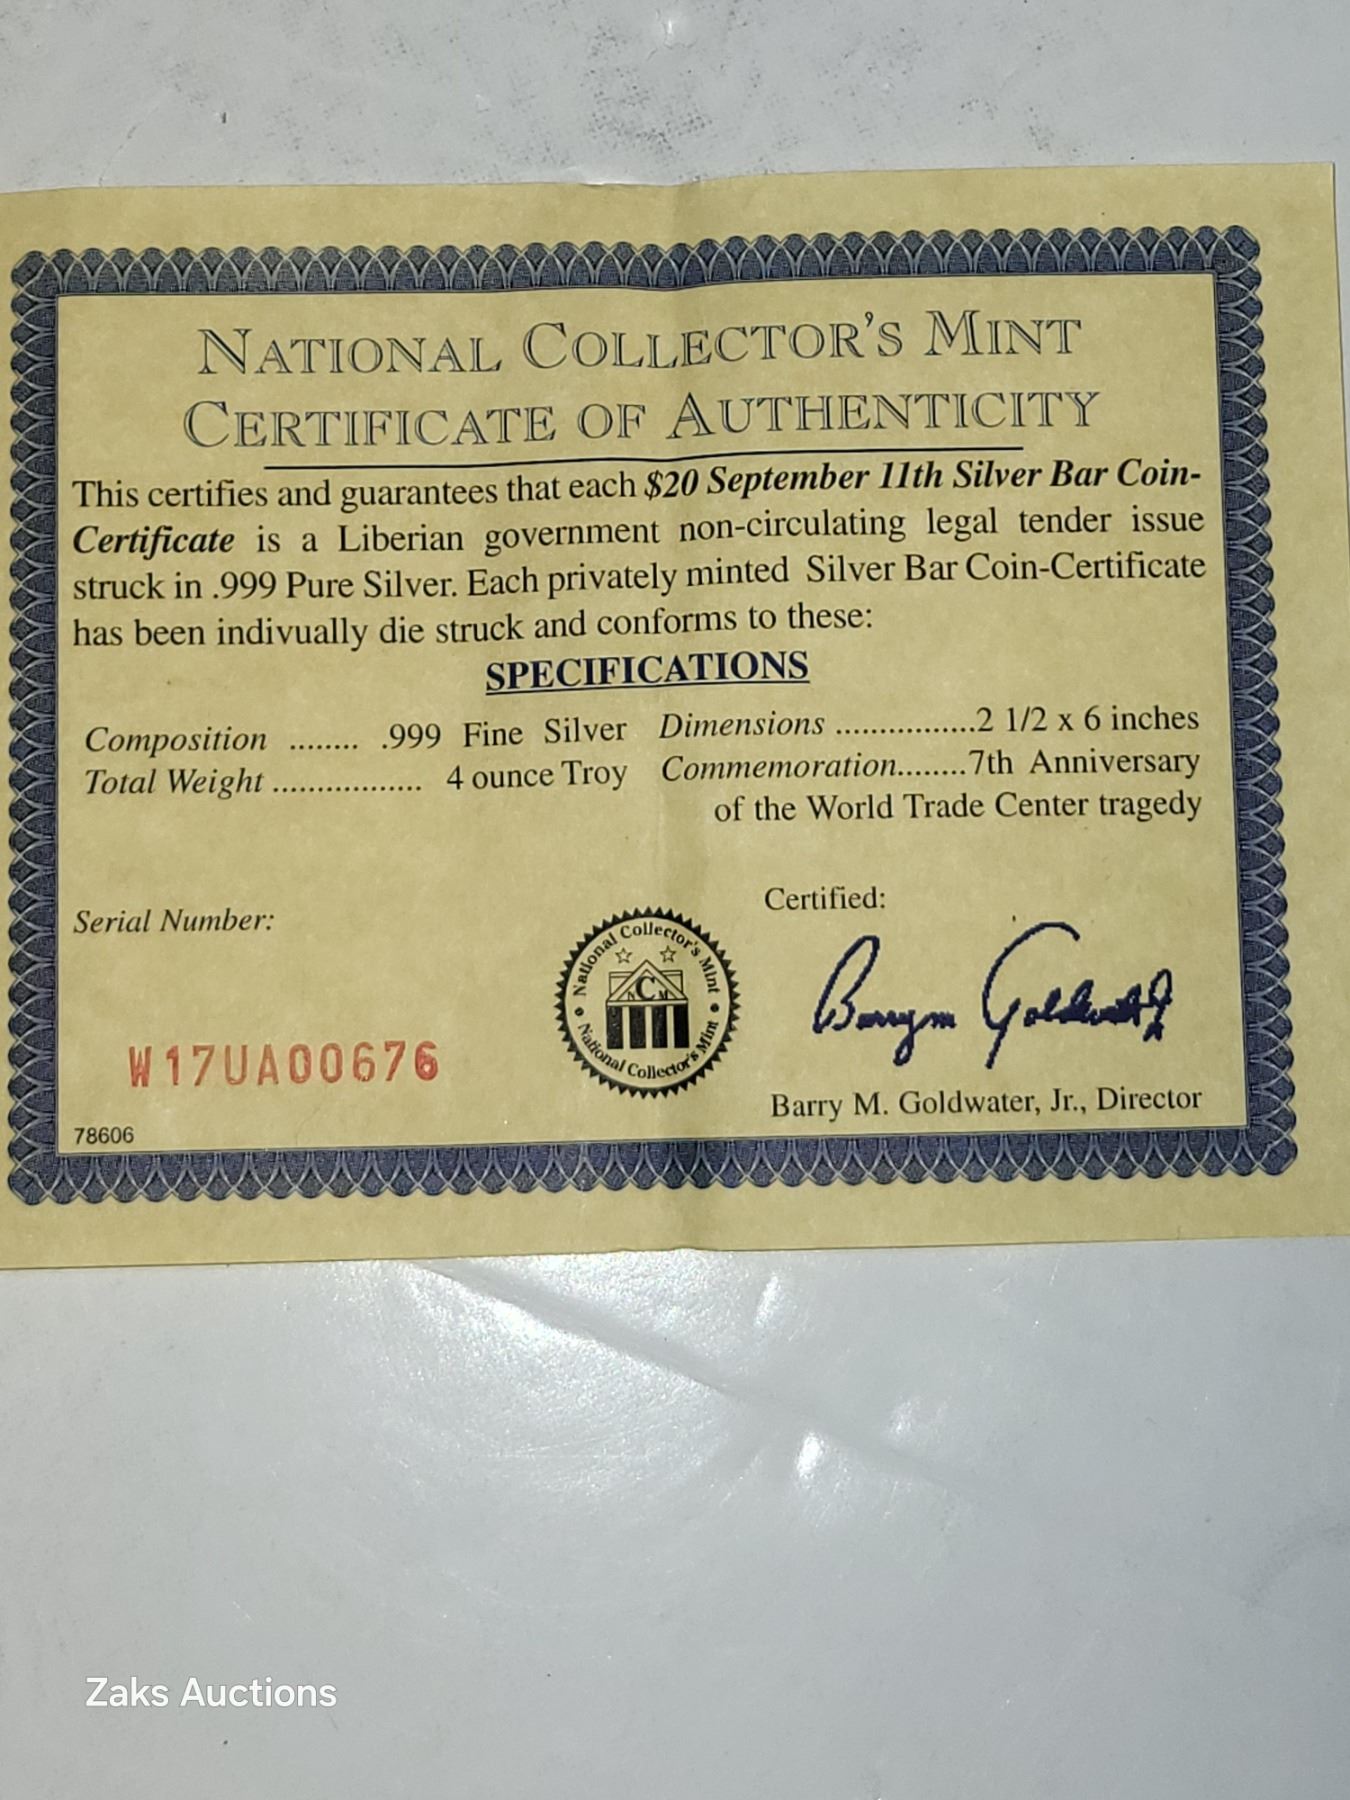 NATIONAL COLLECTOR'S MINT
CERTIFICATE OF AUTHENTICITY
This certifies and guarantees that each $20 September 11th Silver Bar Coin-
Certificate is a Liberian government non-circulating legal tender issue
struck in .999 Pure Silver. Each privately minted Silver Bar Coin-Certificate
has been indivually die struck and conforms to these:
SPECIFICATIONS
Composition ........ .999 Fine Silver
Total Weight ................. 4 ounce Troy
Dimensions ................2 1/2 x 6 inches
Commemoration........7th Anniversary
of the World Trade Center tragedy
Serial Number:
W17UA00676
78606
National Collector's Mint
NCM
National Collector's Mint
Certified:
Barry m Goldwater Jr
Barry M. Goldwater, Jr., Director
Zaks Auctions